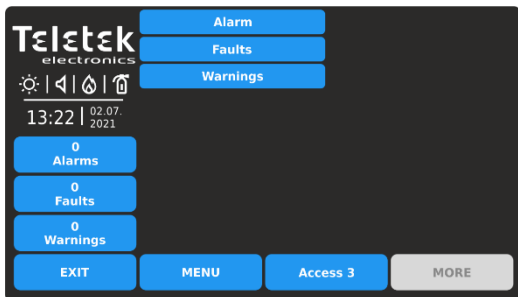 Teletek
electronics
13:22
02.07.
2021
0
Alarms
0
Faults
0
Warnings
Alarm
Faults
Warnings
EXIT
MENU
Access 3
MORE